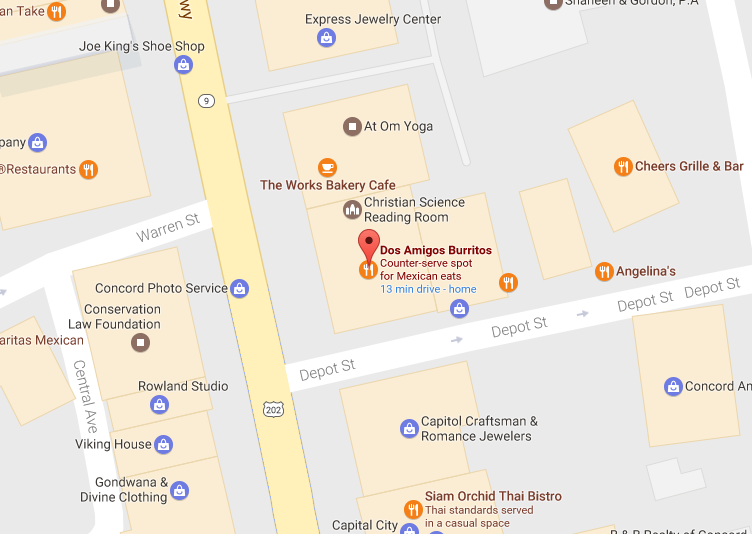 an Take
Shaheen & Gordon, P.A
Express Jewelry Center
wy
Joe King's Shoe Shop
9
At Om Yoga
pany
®Restaurants
Cheers Grille & Bar
The Works Bakery Cafe
Christian Science
Reading Room
Warren St
Dos Amigos Burritos
Counter-serve spot
for Mexican eats
13 min drive - home
Angelina's
Concord Photo Service
Depot St
Depot St
Depot St
Depot St
Conservation
Law Foundation
aritas Mexican
Central Ave
Rowland Studio
Concord An
202
Capitol Craftsman &
Romance Jewelers
Viking House
Gondwana &
Divine Clothing
Siam Orchid Thai Bistro
Thai standards served
in a casual space
Capital City
B & B Realty of Concord